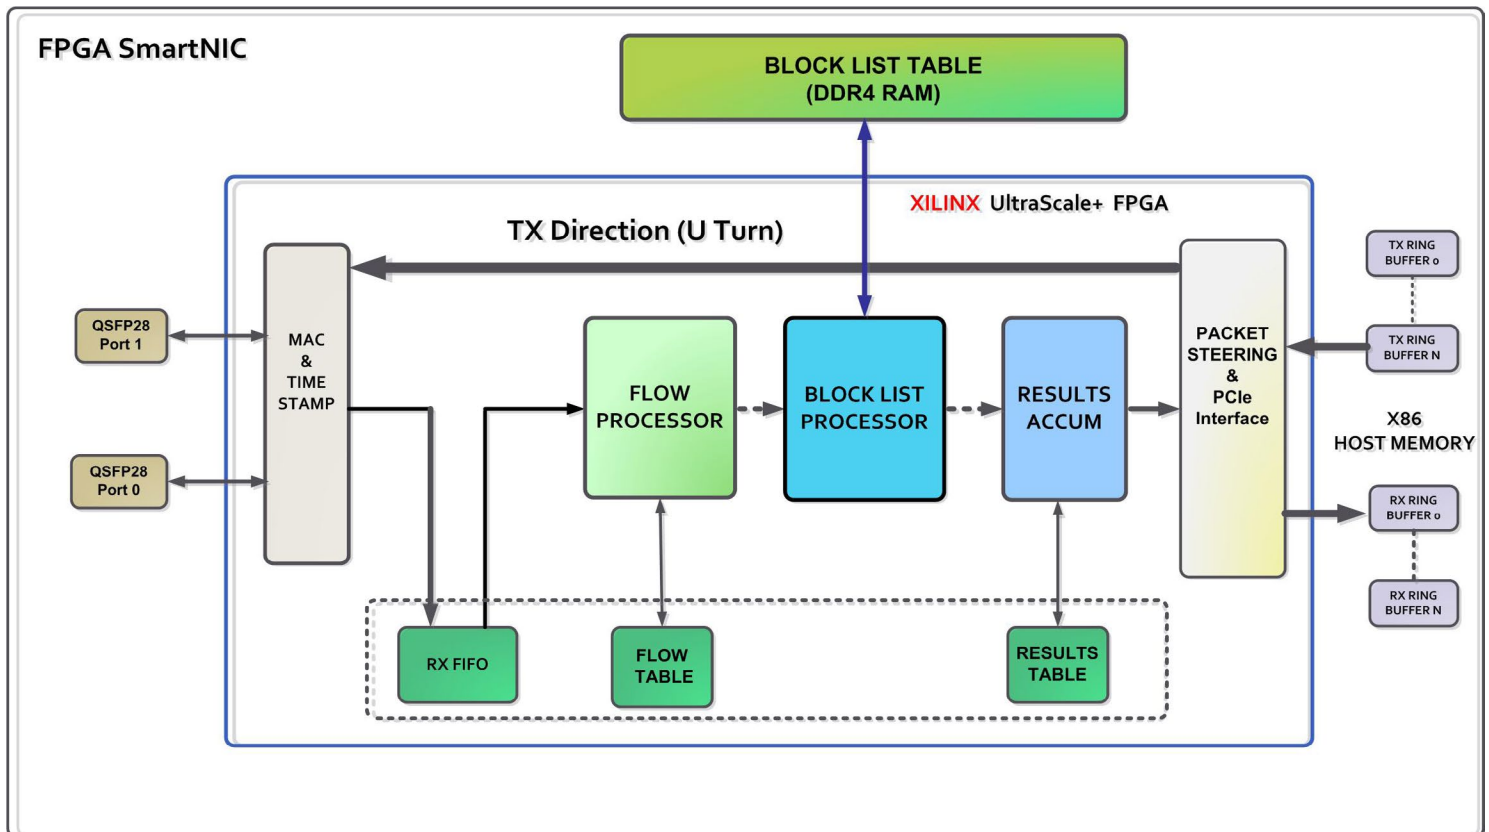 FPGA SmartNIC
BLOCK LIST TABLE
(DDR4 RAM)
XILINX UltraScale+ FPGA
TX Direction (U Turn)
QSFP28
Port 1
QSFP28
Port 0
MAC
&
TIME
STAMP
FLOW
PROCESSOR
BLOCK LIST
PROCESSOR
RESULTS
ACCUM
PACKET
STEERING
&
PCIe
Interface
TX RING
BUFFER 0
TX RING
BUFFER N
X86
HOST MEMORY
RX RING
BUFFER 0
RX RING
BUFFER N
RX FIFO
FLOW
TABLE
RESULTS
TABLE